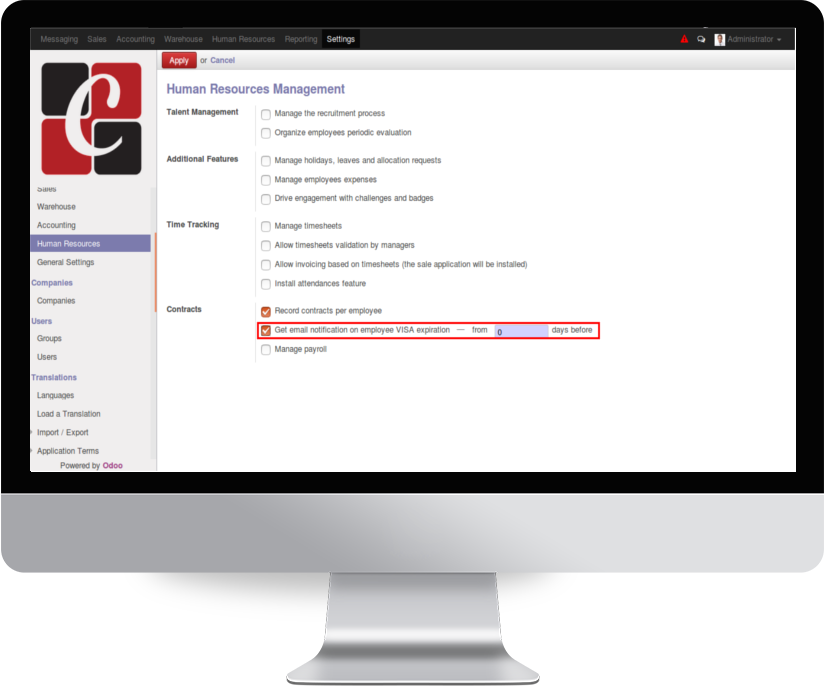 Messaging Sales Accounting Warehouse Human Resources Reporting Settings Administrator
Apply or Cancel
Sales
Warehouse
Accounting
Human Resources
General Settings
Companies
Companies
Users
Groups
Users
Translations
Languages
Load a Translation
Import / Export
Application Terms
Powered by Odoo
Human Resources Management
Talent Management
Manage the recruitment process
Organize employees periodic evaluation
Additional Features
Manage holidays, leaves and allocation requests
Manage employees expenses
Drive engagement with challenges and badges
Time Tracking
Manage timesheets
Allow timesheets validation by managers
Allow invoicing based on timesheets (the sale application will be installed)
Install attendances feature
Contracts
Record contracts per employee
Get email notification on employee VISA expiration — from 0 days before
Manage payroll